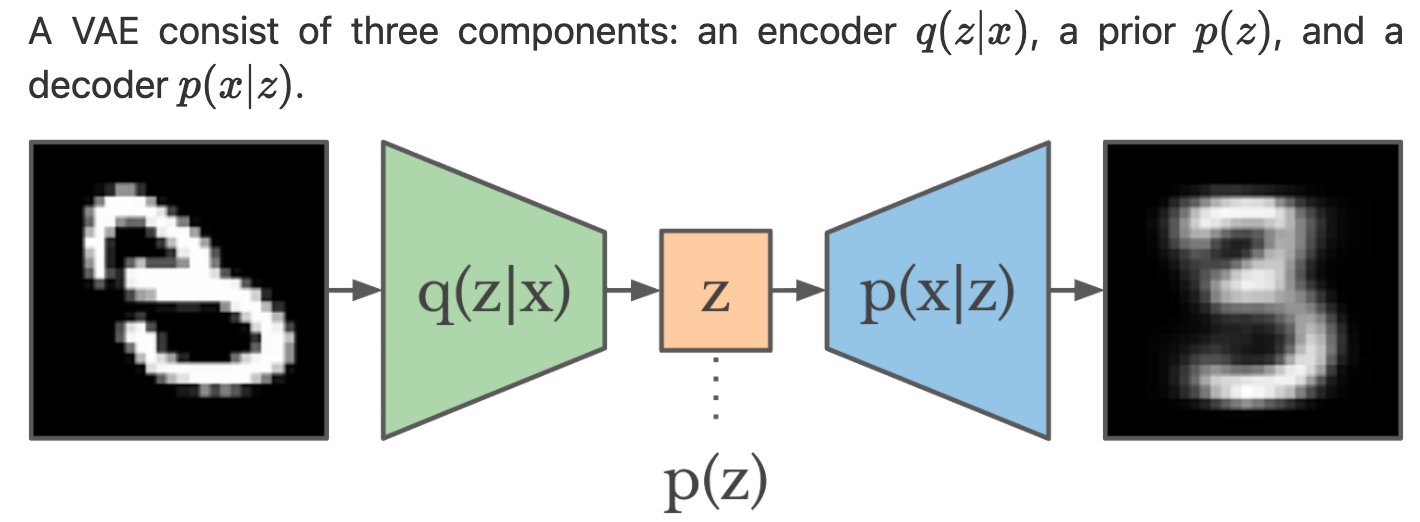 A VAE consist of three components: an encoder q(z|x), a prior p(z), and a
decoder p(x|z).
q(z|x) z p(x|z)
p(z)